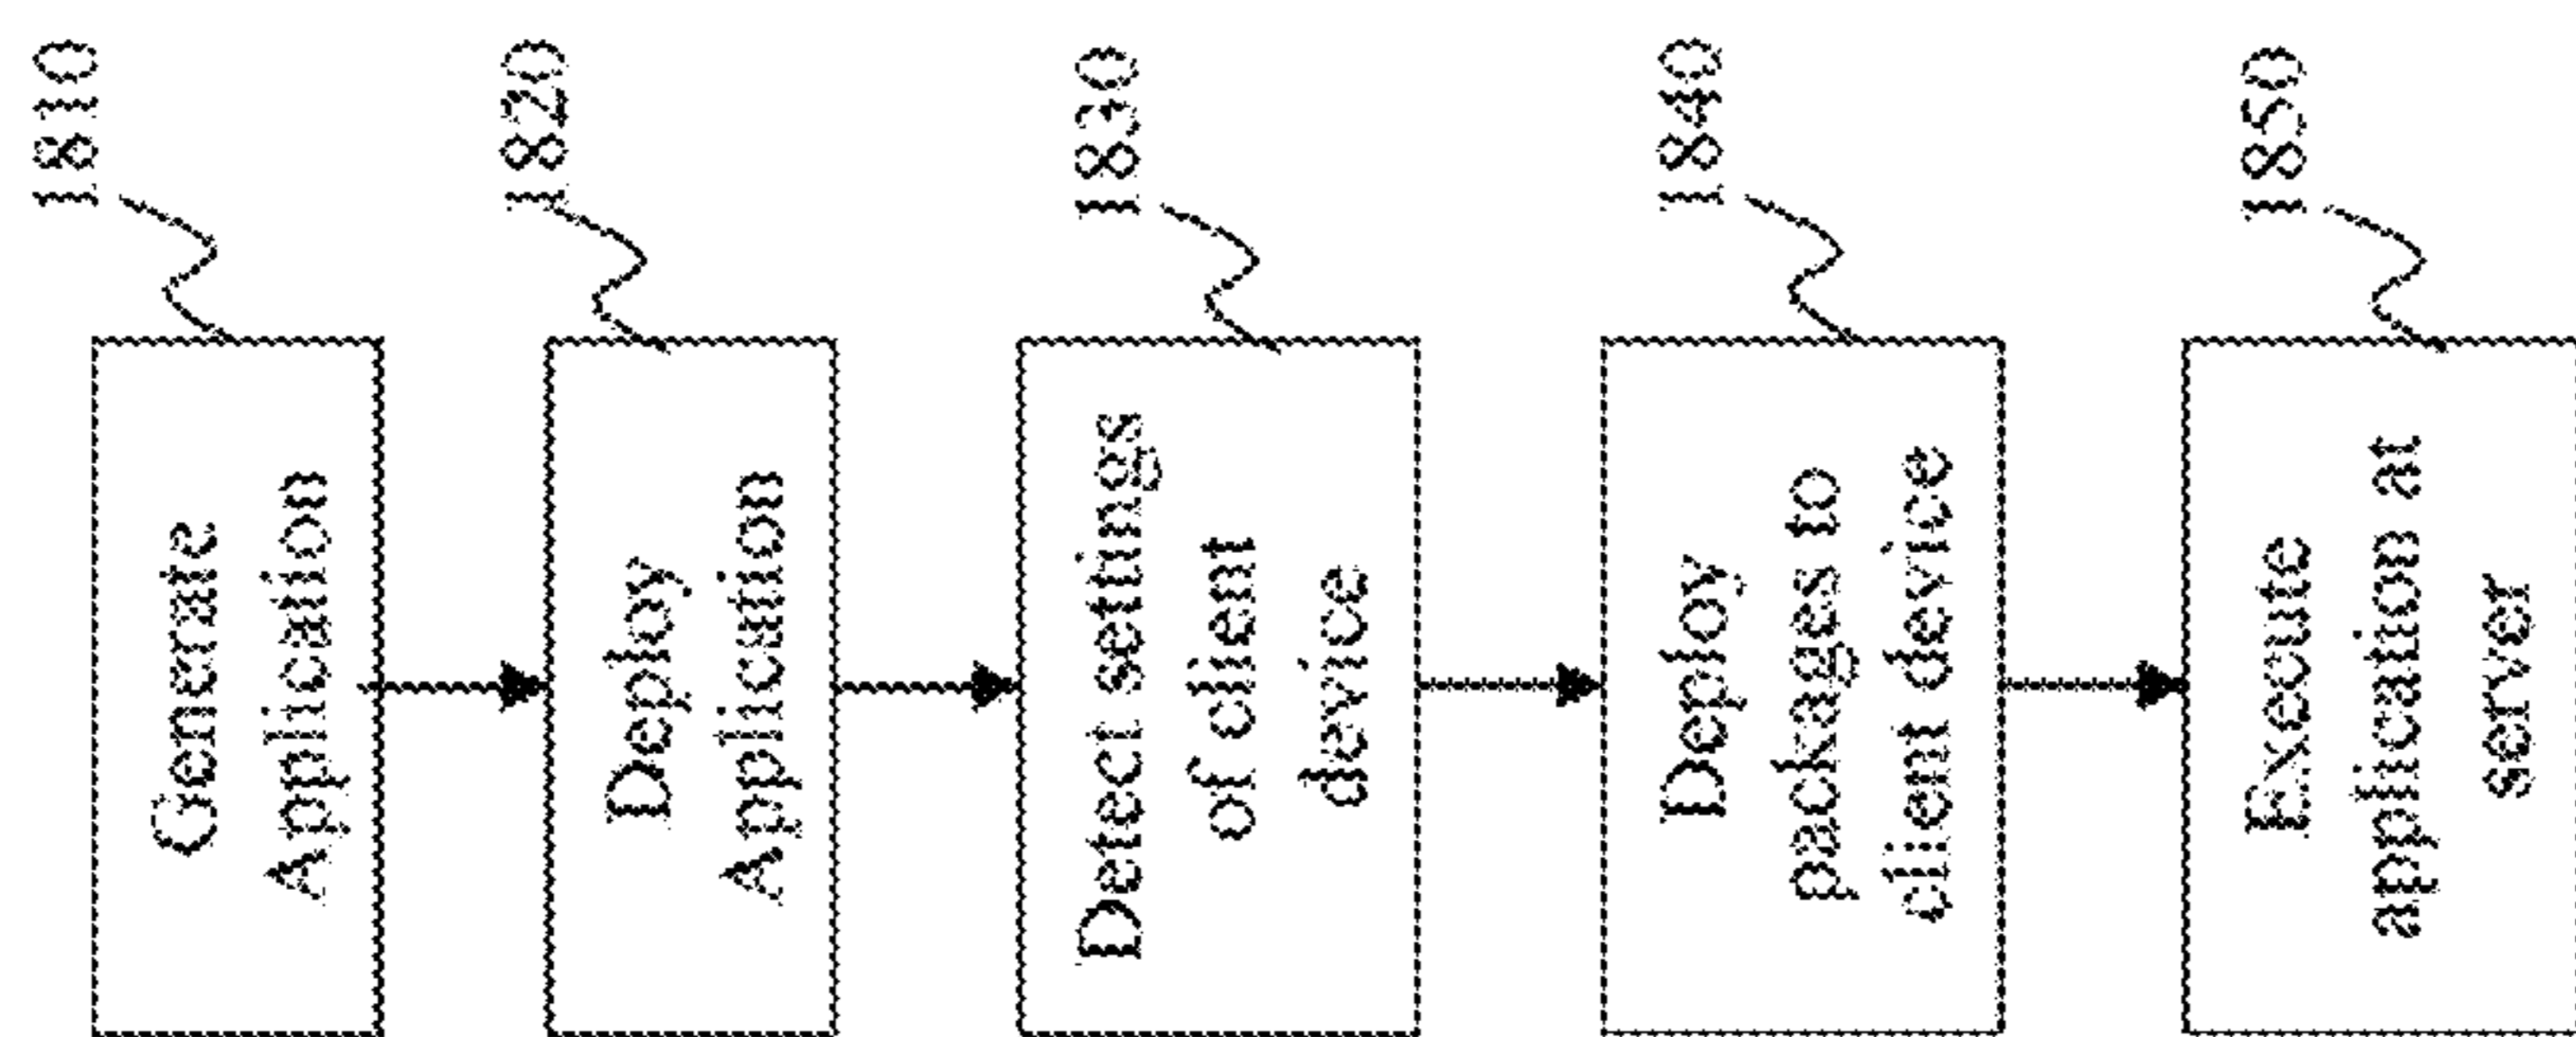 1810
Generate
Application
1820
Deploy
Application
1830
Detect settings
of client
device
1840
Deploy
packages to
client device
1850
Execute
application at
server